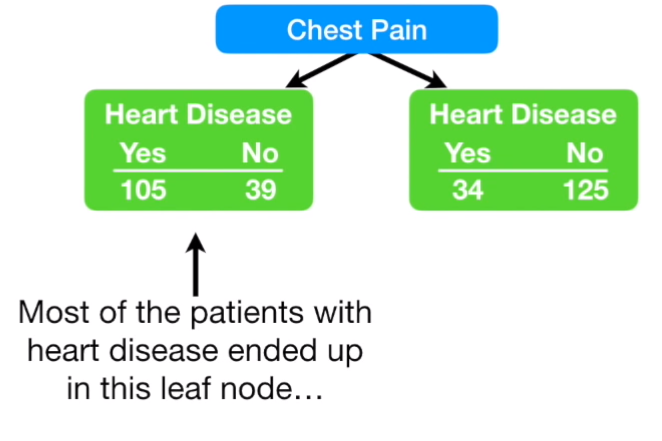 Chest Pain
Heart Disease
Yes No
105 39
Heart Disease
Yes No
34 125
Most of the patients with
heart disease ended up
in this leaf node…